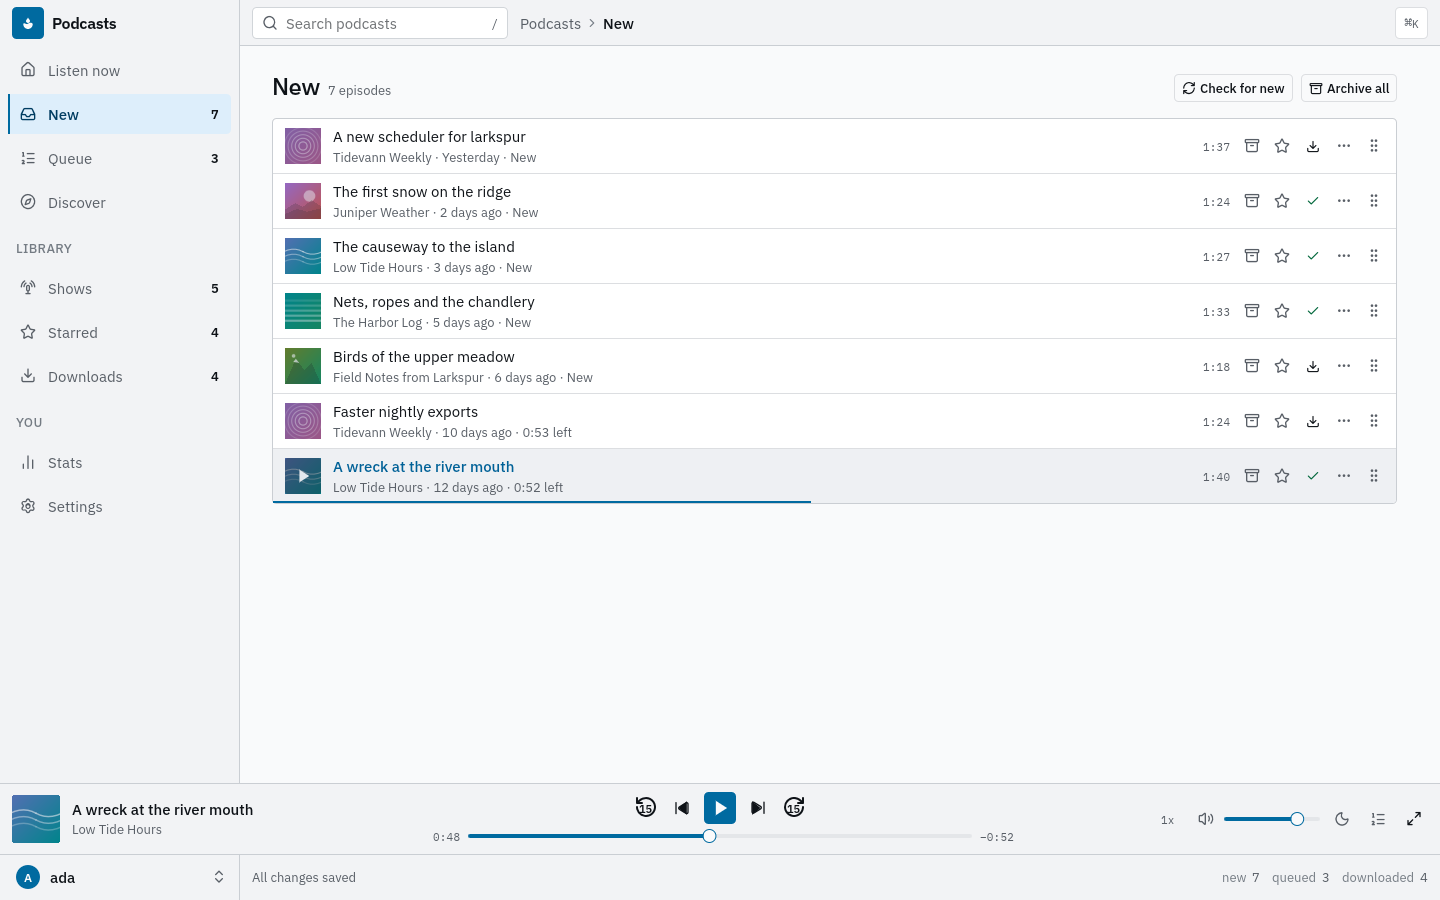 Podcasts
Search podcasts /
Podcasts > New
⌘K
Listen now
New 7
Queue 3
Discover
LIBRARY
Shows 5
Starred 4
Downloads 4
YOU
Stats
Settings
New 7 episodes
Check for new
Archive all
A new scheduler for larkspur
Tidevann Weekly · Yesterday · New
1:37
The first snow on the ridge
Juniper Weather · 2 days ago · New
1:24
The causeway to the island
Low Tide Hours · 3 days ago · New
1:27
Nets, ropes and the chandlery
The Harbor Log · 5 days ago · New
1:33
Birds of the upper meadow
Field Notes from Larkspur · 6 days ago · New
1:18
Faster nightly exports
Tidevann Weekly · 10 days ago · 0:53 left
1:24
A wreck at the river mouth
Low Tide Hours · 12 days ago · 0:52 left
1:40
A wreck at the river mouth
Low Tide Hours
15
15
0:48
−0:52
1x
A ada
All changes saved
new 7 queued 3 downloaded 4